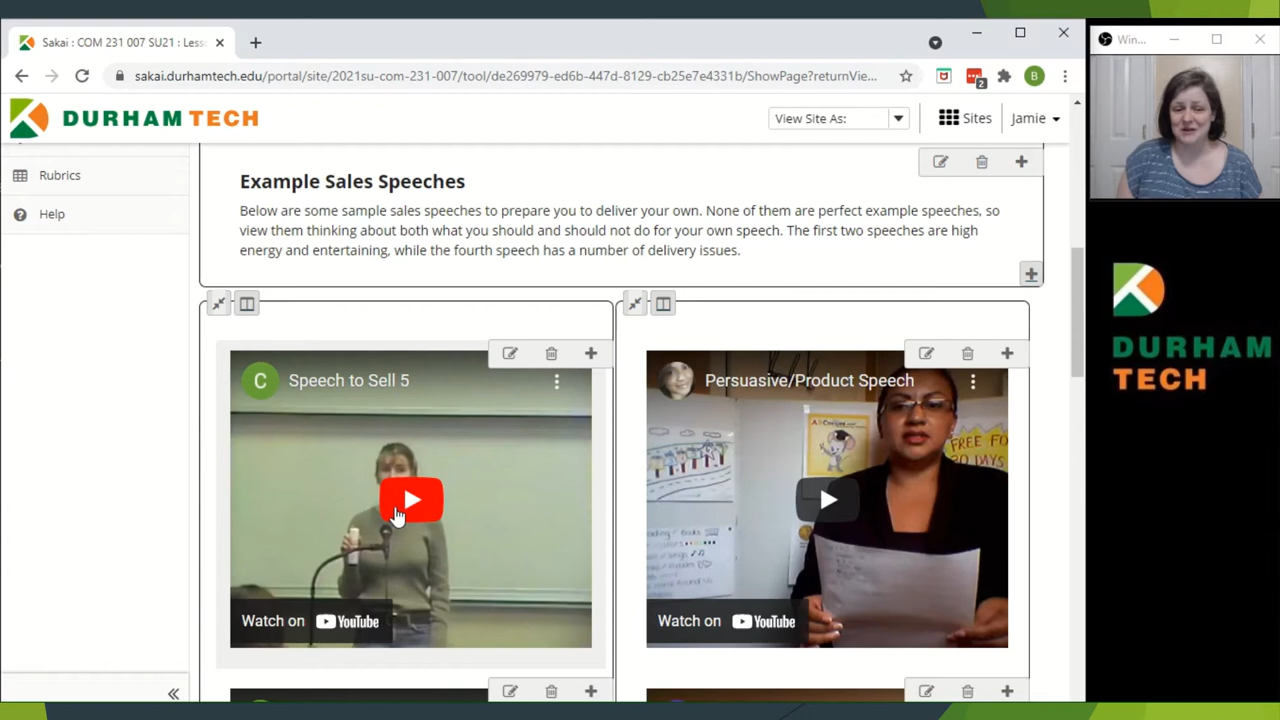 Sakai : COM 231 007 SU21 : Less
sakai.durhamtech.edu/portal/site/2021su-com-231-007/tool/de269979-ed6b-447d-8129-cb25e7e4331b/ShowPage?returnVie...
2
B
Win...
DURHAM TECH
View Site As:
Sites
Jamie
Rubrics
Help
Example Sales Speeches
Below are some sample sales speeches to prepare you to deliver your own. None of them are perfect example speeches, so
view them thinking about both what you should and should not do for your own speech. The first two speeches are high
energy and entertaining, while the fourth speech has a number of delivery issues.
C
Speech to Sell 5
Watch on YouTube
Persuasive/Product Speech
FREE FO
30 DAYS
Watch on YouTube
DURHAM
TECH